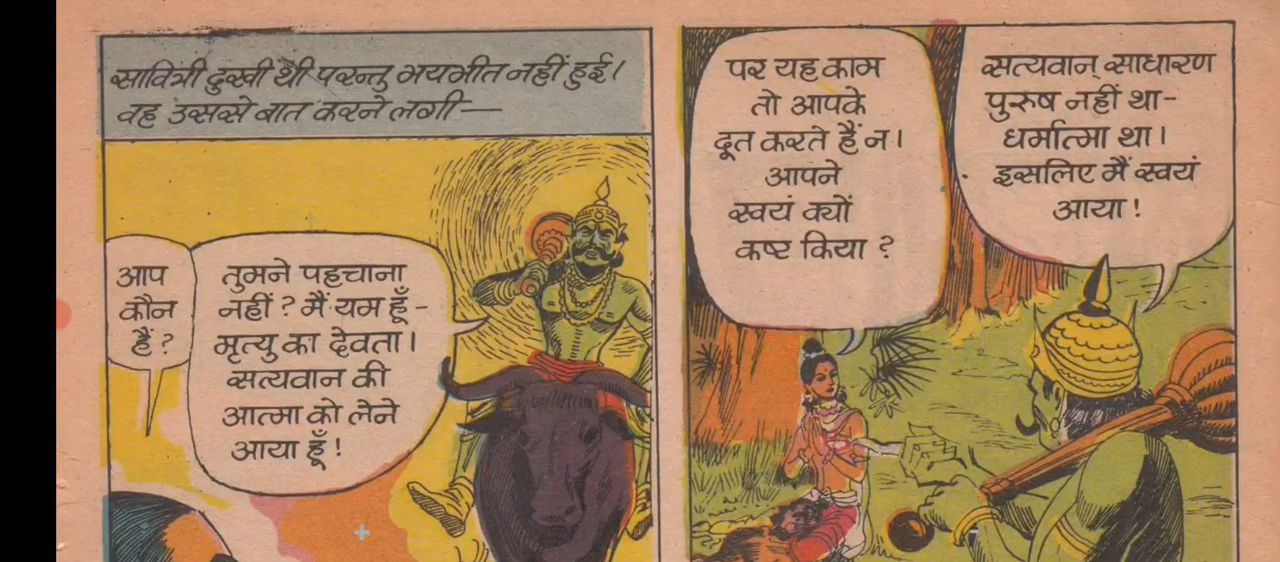 सावित्री दुखी थी परन्तु भयभीत नहीं हुई।
वह उससे बात करने लगी—
आप
कौन
हैं?
तुमने पहचाना
नहीं? मैं यम हूँ-
मृत्यु का देवता।
सत्यवान की
आत्मा को लेने
आया हूँ!
पर यह काम
तो आपके
दूत करते हैं न।
आपने
स्वयं क्यों
कष्ट किया?
सत्यवान् साधारण
पुरुष नहीं था-
धर्मात्मा था।
इसलिए मैं स्वयं
आया!